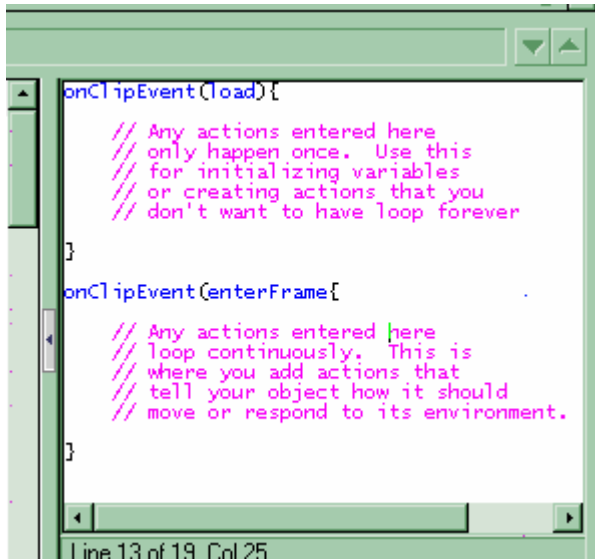 onClipEvent(load){
// Any actions entered here
// only happen once.  Use this
// for initializing variables
// or creating actions that you
// don't want to have loop forever
}
onClipEvent(enterFrame{
// Any actions entered here
// loop continuously.  This is
// where you add actions that
// tell your object how it should
// move or respond to its environment.
}
Line 13 of 19, Col 25